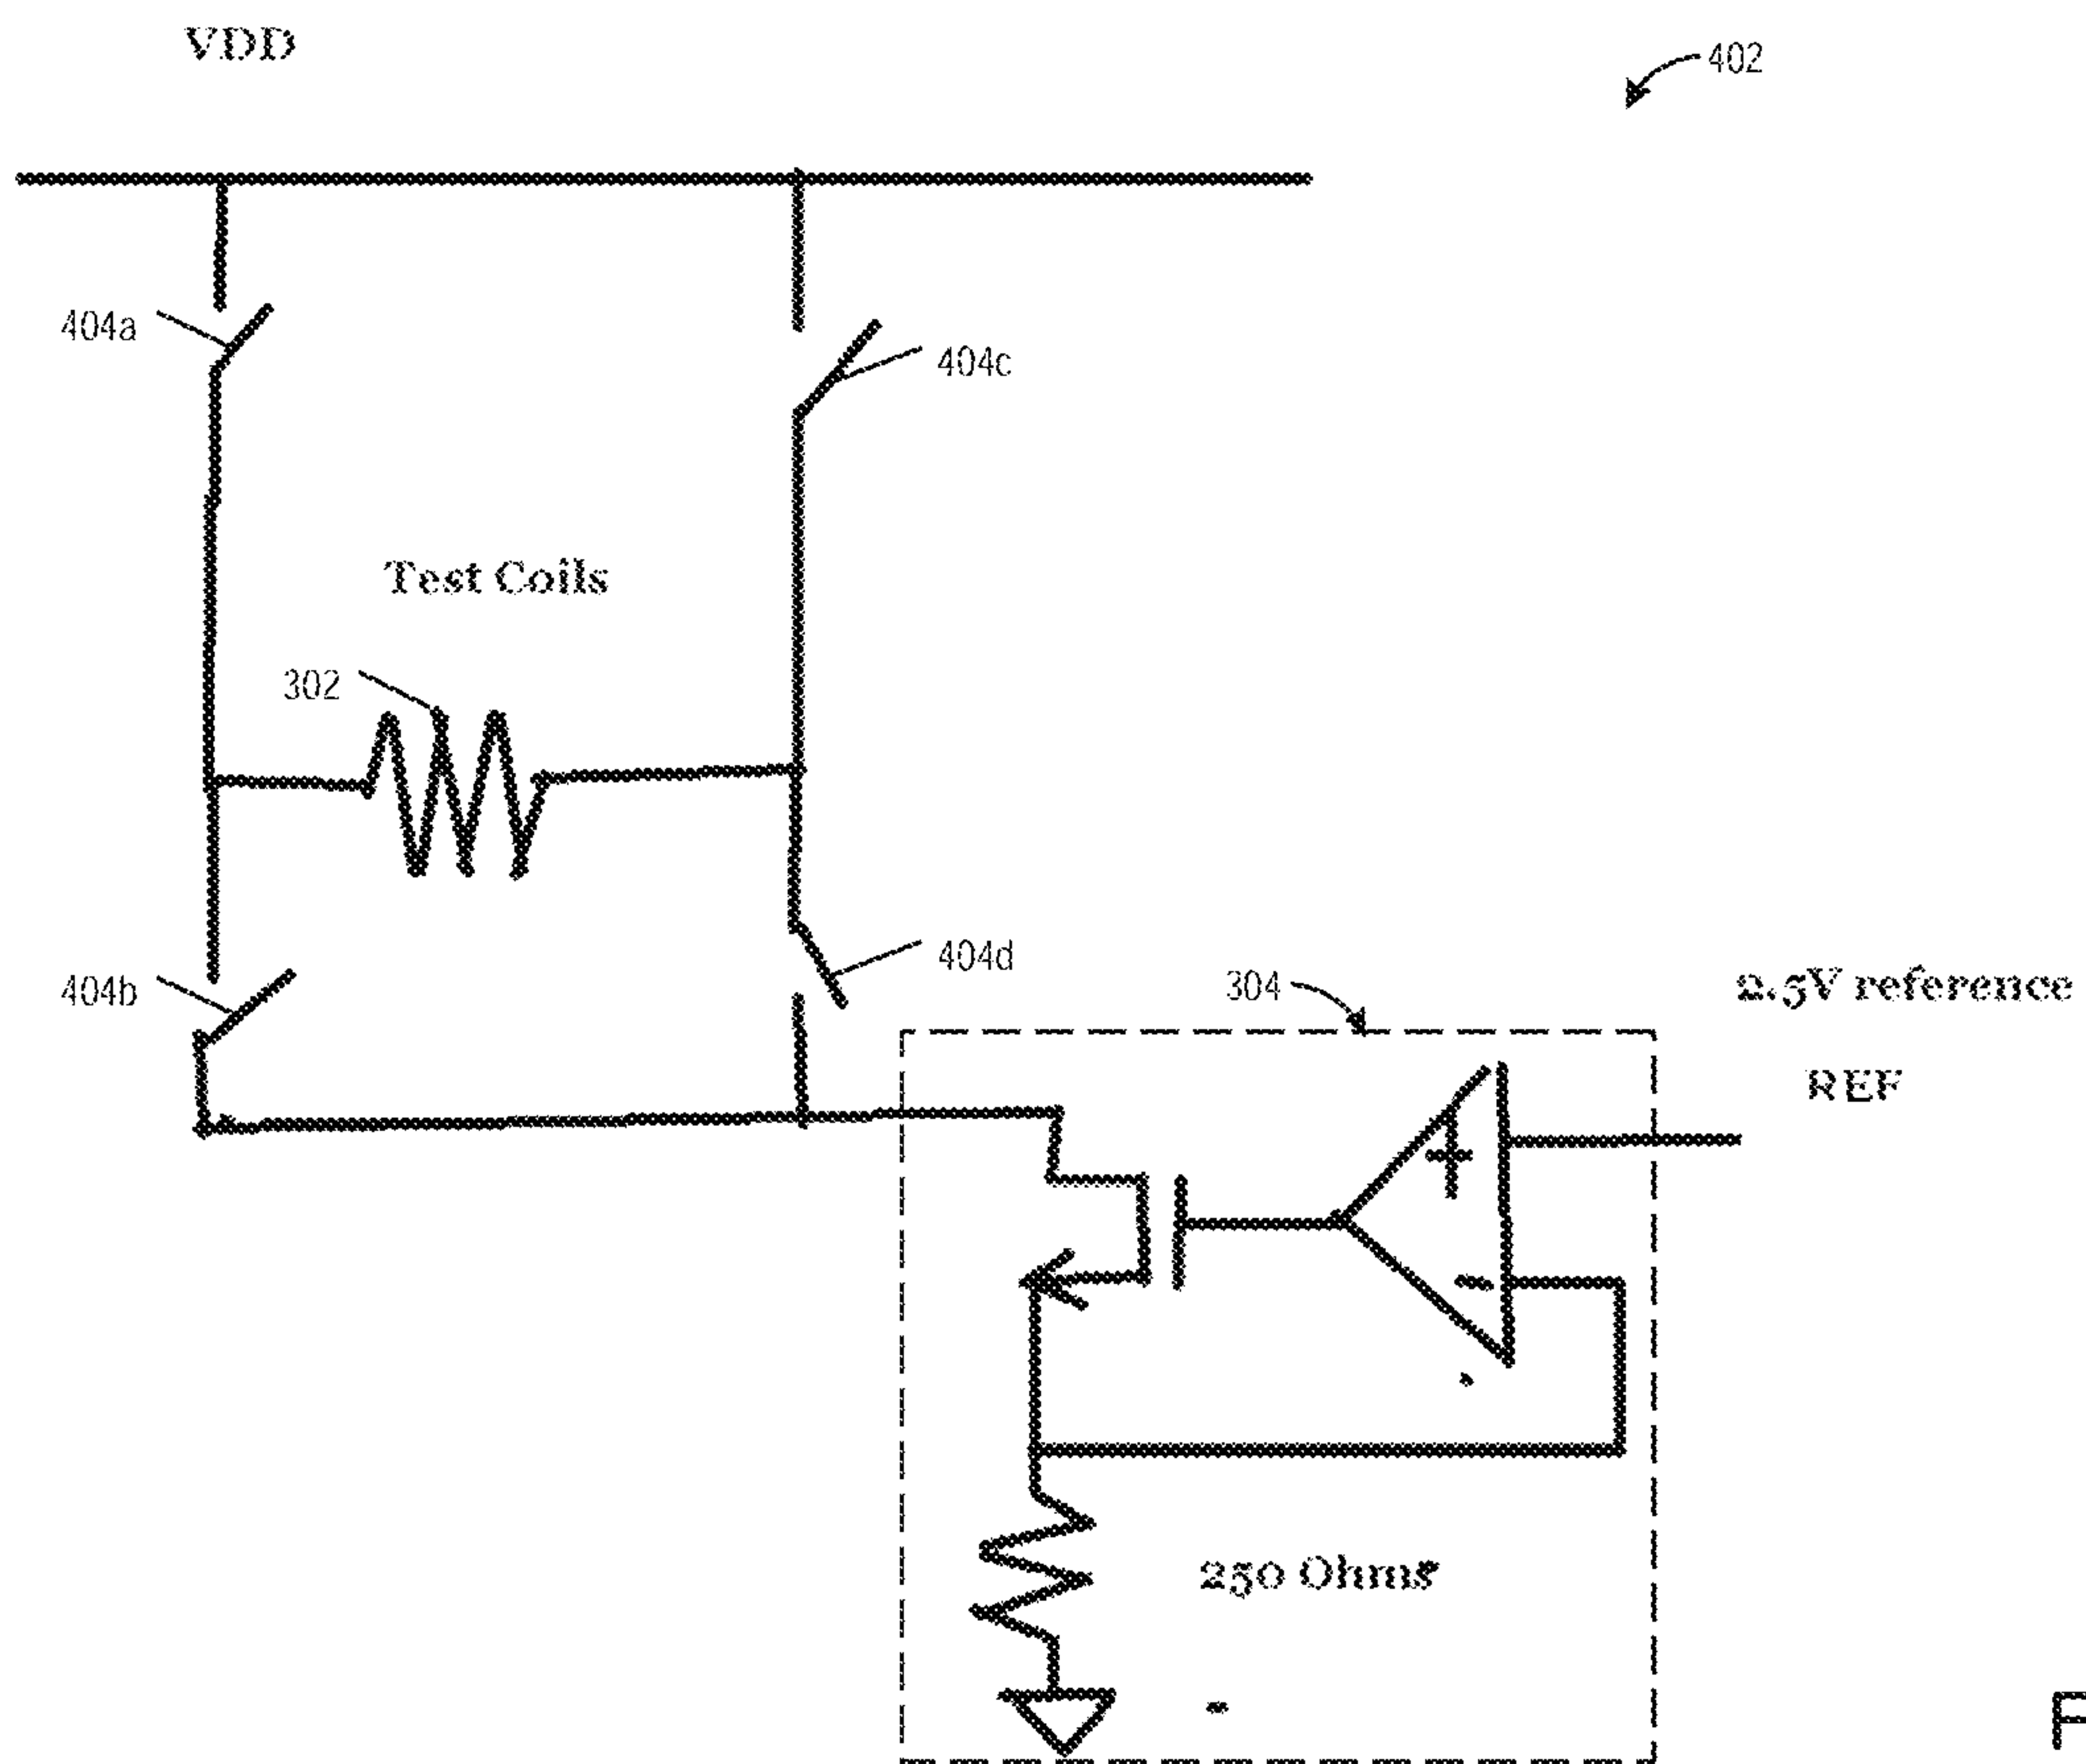 VDD
402
404a
404c
Test Coils
302
404b
404d
304
2.5V reference
REF
+
-
250 Ohms
F